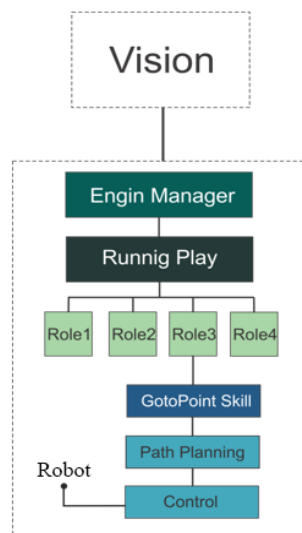 Vision
Engin Manager
Runnig Play
Role1 Role2 Role3 Role4
GotoPoint Skill
Path Planning
Robot
Control